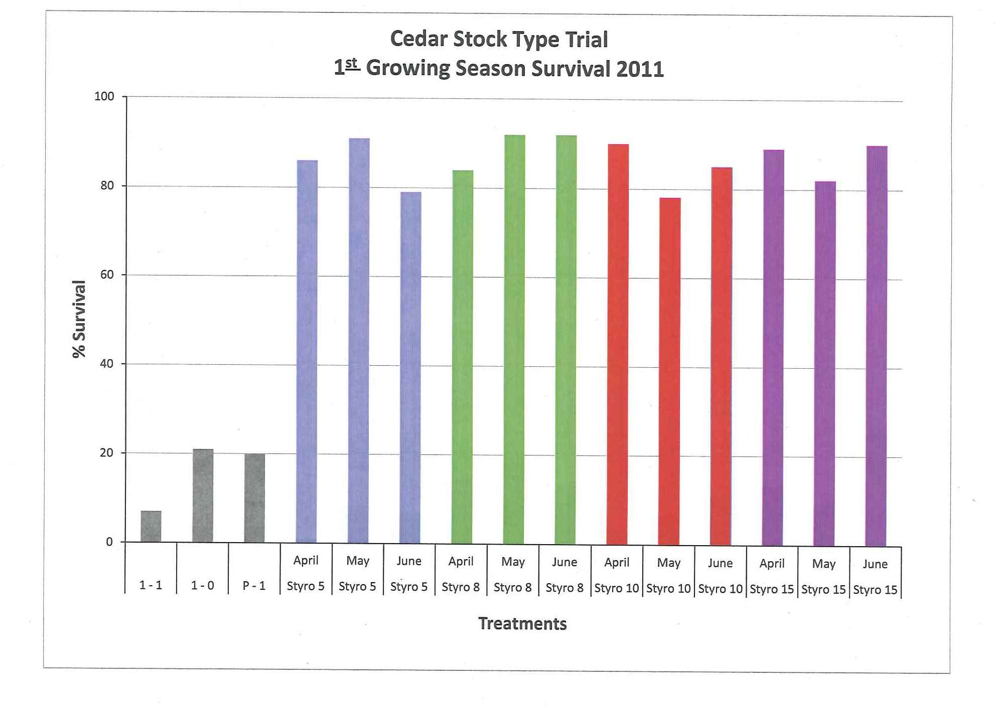 Cedar Stock Type Trial
1st Growing Season Survival 2011
100
80
60
40
20
0
% Survival
April May June April May June April May June April May June
1 - 1 1 - 0 P - 1 Styro 5 Styro 5 Styro 5 Styro 8 Styro 8 Styro 8 Styro 10 Styro 10 Styro 10 Styro 15 Styro 15 Styro 15
Treatments